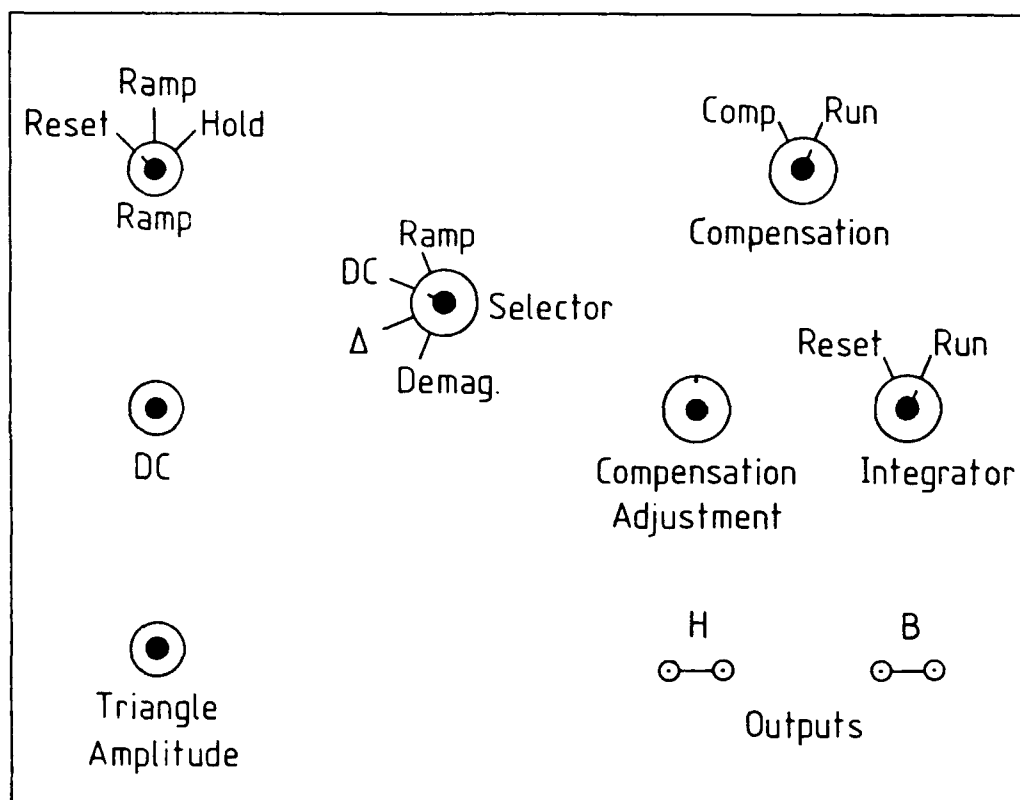 Ramp
Reset
Hold
Ramp
Comp
Run
Compensation
Ramp
DC
Selector
Δ
Demag.
Reset
Run
DC
Compensation
Adjustment
Integrator
H
B
Outputs
Triangle
Amplitude